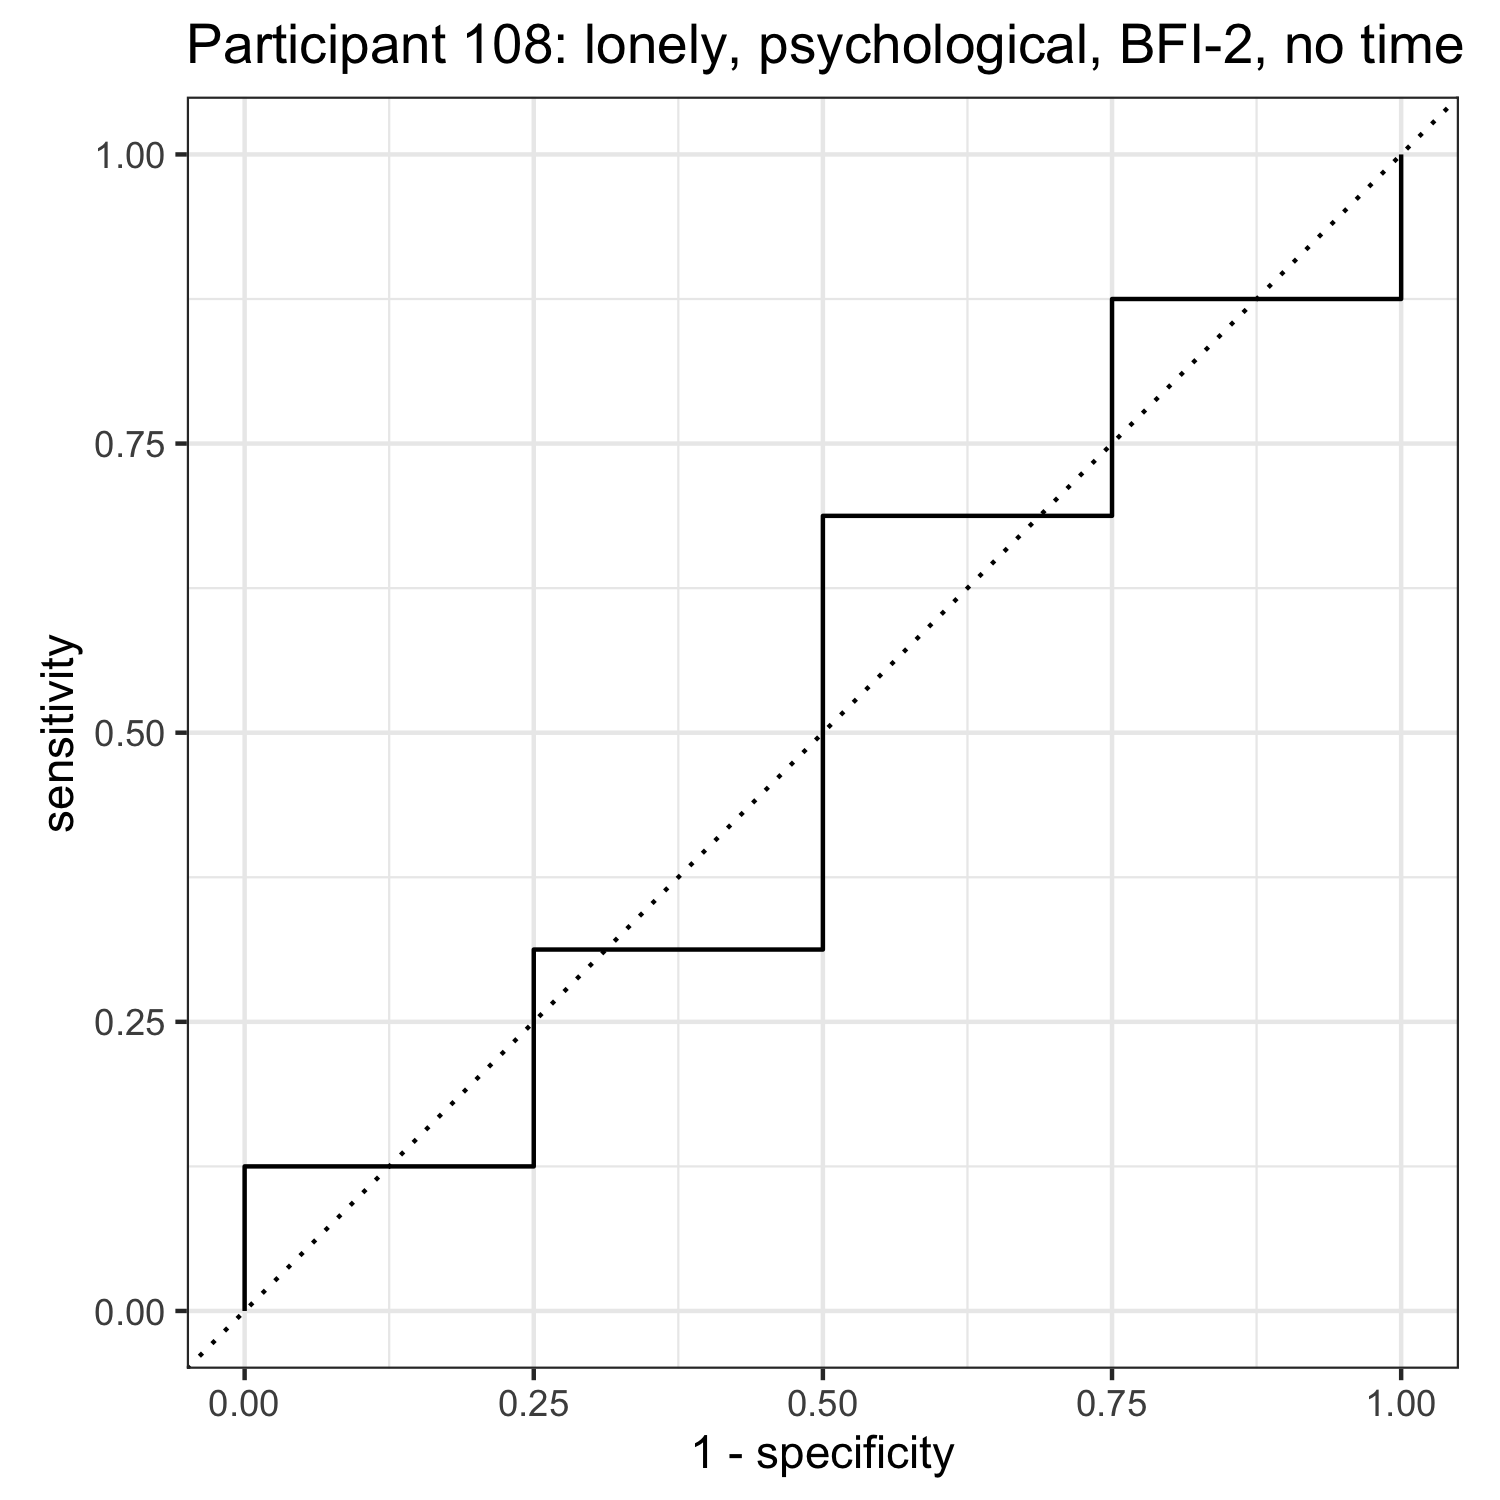 Participant 108: lonely, psychological, BFI-2, no time
1.00
0.75
0.50
0.25
0.00
sensitivity
0.00 0.25 0.50 0.75 1.00
1 - specificity